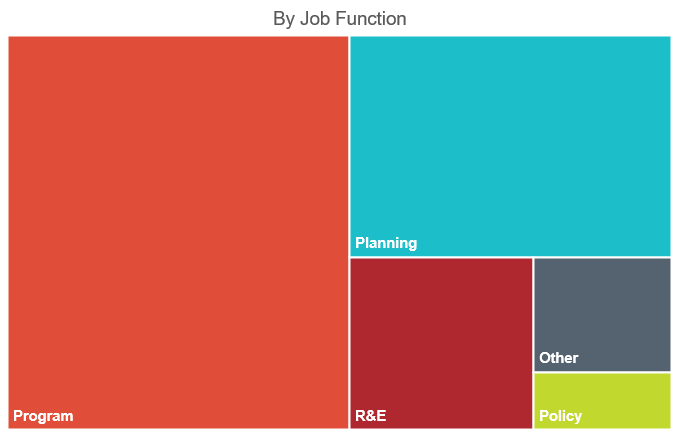 By Job Function
Program
Planning
R&E
Other
Policy